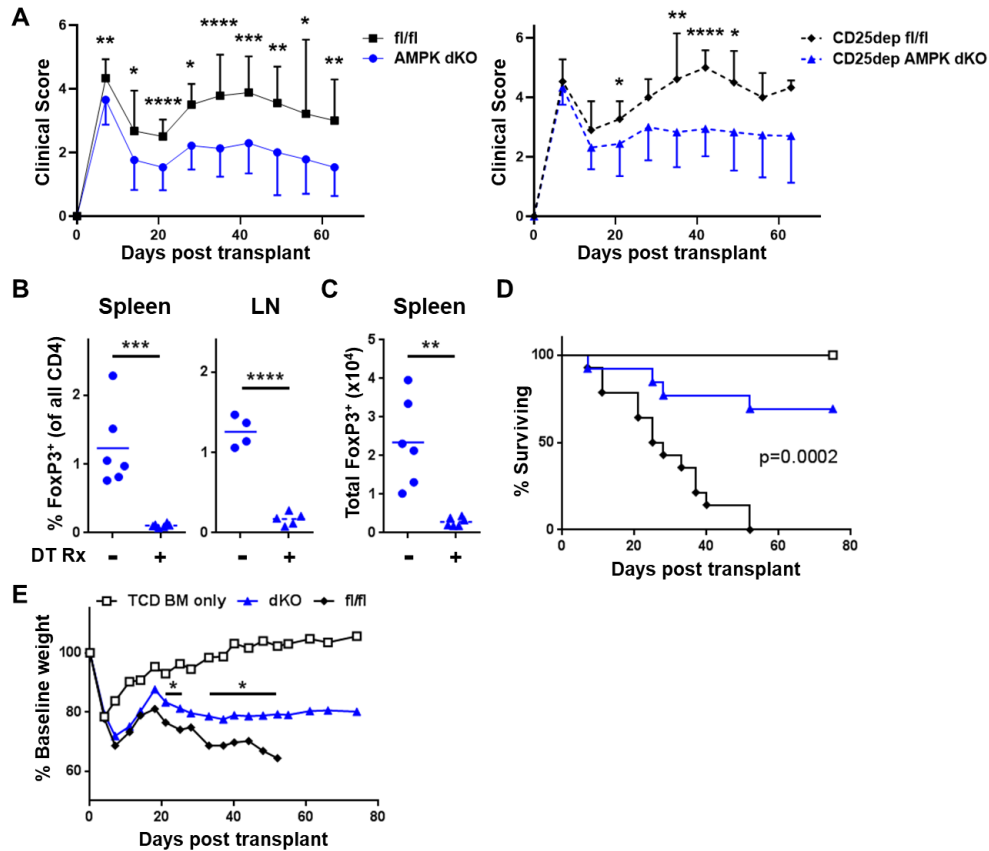 A
6
4
2
0
Clinical Score
** * **** * **** *** ** * **
fl/fl
AMPK dKO
0 20 40 60
Days post transplant
6
4
2
0
Clinical Score
* ** **** *
CD25dep fl/fl
CD25dep AMPK dKO
0 20 40 60
Days post transplant
B
Spleen
% FoxP3⁺ (of all CD4)
2
1
0
***
LN
2
1
0
****
DT Rx - + - +
C
Spleen
Total FoxP3⁺ (x10⁴)
5
4
3
2
1
0
**
- +
D
% Surviving
100
50
0
p=0.0002
0 20 40 60 80
Days post transplant
E
TCD BM only dKO fl/fl
% Baseline weight
100
80
60
* *
0 20 40 60 80
Days post transplant